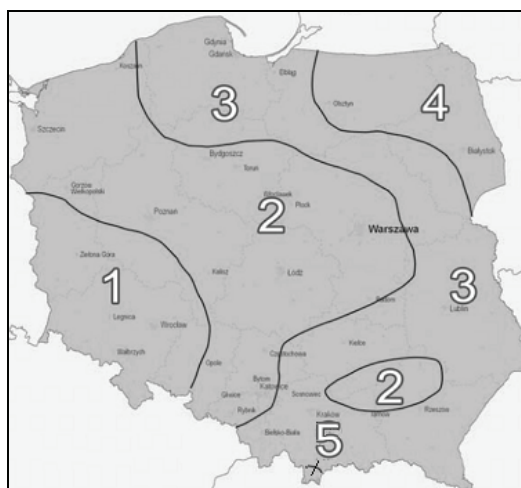 Gdynia
Gdańsk
Koszalin
Elbląg
3
4
Olsztyn
Szczecin
Białystok
Bydgoszcz
Toruń
Gorzów
Wielkopolski
Włocławek
Płock
Poznań
2
Warszawa
Zielona Góra
1
Kalisz
Łódź
3
Radom
Lublin
Legnica
Wrocław
Kielce
Wałbrzych
Opole
Częstochowa
Bytom
Katowice
2
Gliwice
Sosnowiec
Rybnik
Kraków
Tarnów
Rzeszów
5
Bielsko-Biała